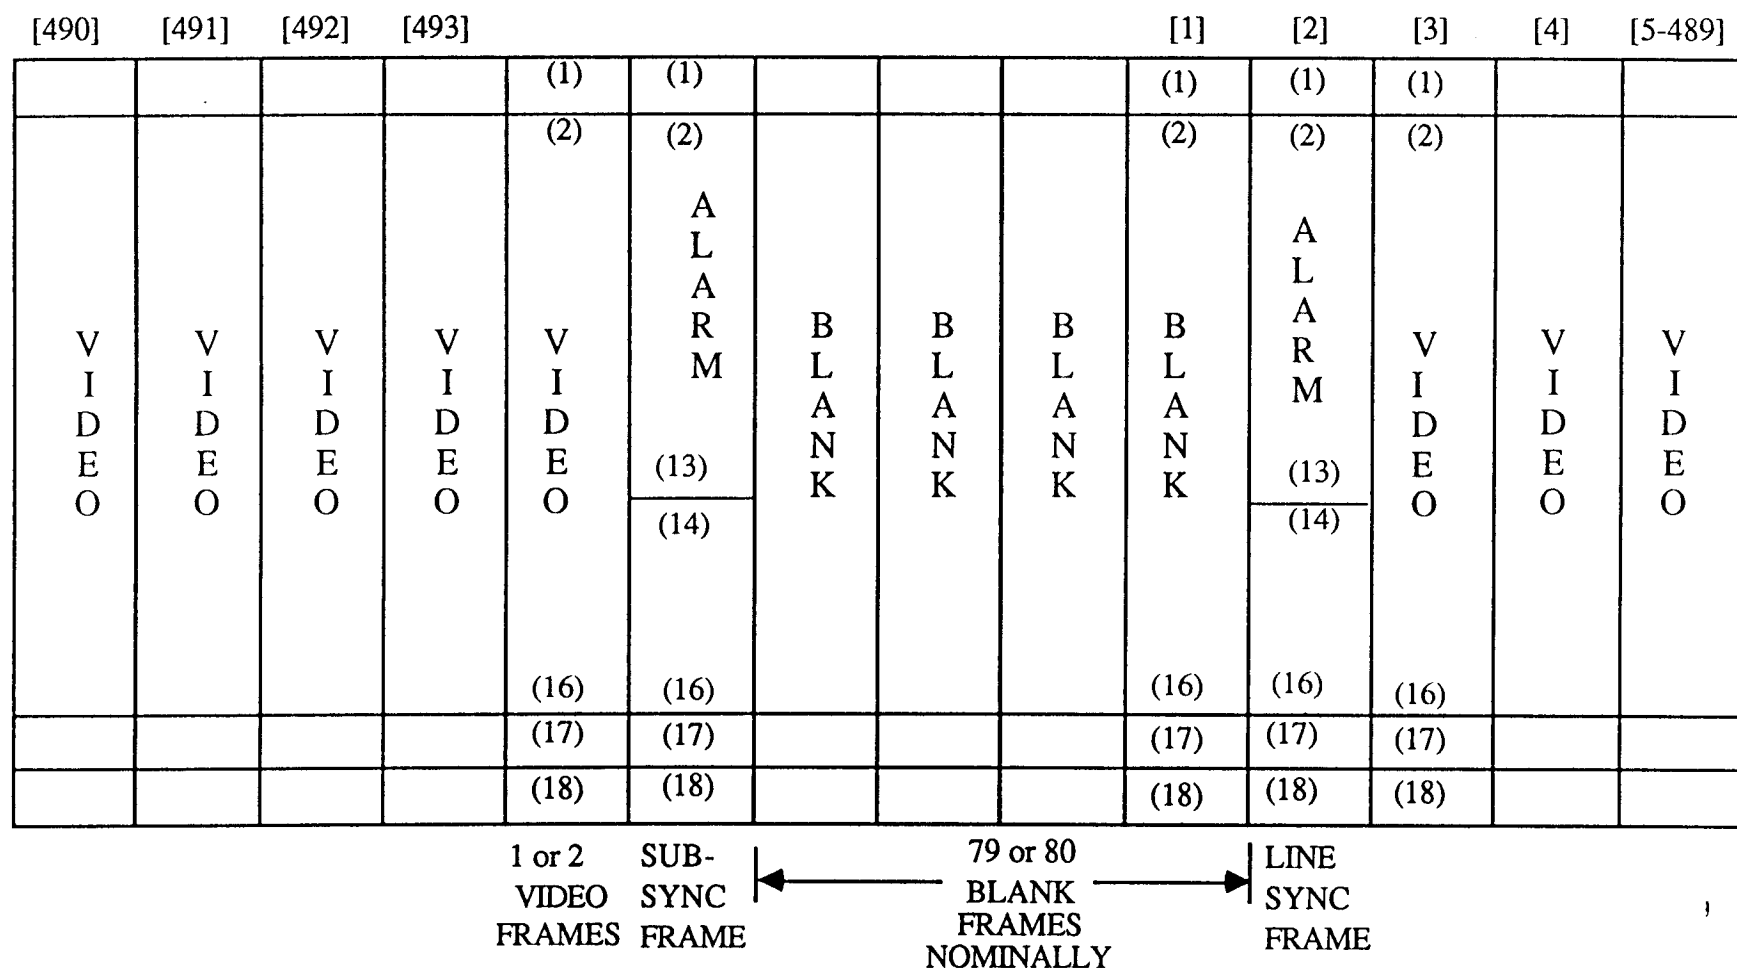 [490] [491] [492] [493] [1] [2] [3] [4] [5-489]
(1) (1) (1) (1) (1)
(2) (2) (2) (2) (2)
VIDEO
VIDEO
VIDEO
VIDEO
VIDEO
ALARM
BLANK
BLANK
BLANK
BLANK
ALARM
VIDEO
VIDEO
VIDEO
(13) (13)
(14) (14)
(16) (16) (16) (16) (16)
(17) (17) (17) (17) (17)
(18) (18) (18) (18) (18)
1 or 2
VIDEO
FRAMES
SUB-
SYNC
FRAME
79 or 80
BLANK
FRAMES
NOMINALLY
LINE
SYNC
FRAME